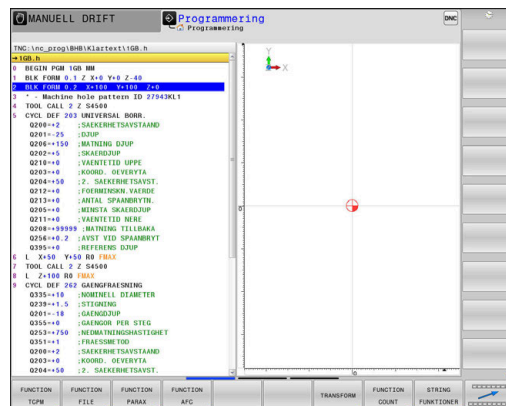 MANUELL DRIFT
Programmering
Programmering
DNC
TNC:\nc_prog\BHB\Klartext\1GB.h
→1GB.h
0 BEGIN PGM 1GB MM
1 BLK FORM 0.1 Z X+0 Y+0 Z-40
2 BLK FORM 0.2 X+100 Y+100 Z+0
3 * - Machine hole pattern ID 27943KL1
4 TOOL CALL 2 Z S4500
5 CYCL DEF 203 UNIVERSAL BORR.
Q200=+2 ;SAEKERHETSAVSTAAND
Q201=-25 ;DJUP
Q206=+150 ;MATNING DJUP
Q202=+5 ;SKAERDJUP
Q210=+0 ;VAENTETID UPPE
Q203=+0 ;KOORD. OEVERYTA
Q204=+50 ;2. SAEKERHETSAVST.
Q212=+0 ;FOERMINSKN.VAERDE
Q213=+0 ;ANTAL SPAANBRYTN.
Q205=+0 ;MINSTA SKAERDJUP
Q211=+0 ;VAENTETID NERE
Q208=+99999 ;MATNING TILLBAKA
Q256=+0.2 ;AVST VID SPAANBRYT
Q395=+0 ;REFERENS DJUP
6 L X+50 Y+50 R0 FMAX
7 TOOL CALL 2 Z S4500
8 L Z+100 R0 FMAX
9 CYCL DEF 262 GAENGFRAESNING
Q335=+10 ;NOMINELL DIAMETER
Q239=+1.5 ;STIGNING
Q201=-18 ;GAENGDJUP
Q355=+0 ;GAENGOR PER STEG
Q253=+750 ;NEDMATNINGSHASTIGHET
Q351=+1 ;FRAESMETOD
Q200=+2 ;SAEKERHETSAVSTAAND
Q203=+0 ;KOORD. OEVERYTA
Q204=+50 ;2. SAEKERHETSAVST.
Y
X
0
0
FUNCTION TCPM
FUNCTION FILE
FUNCTION PARAX
FUNCTION AFC
TRANSFORM
FUNCTION COUNT
STRING FUNKTIONER